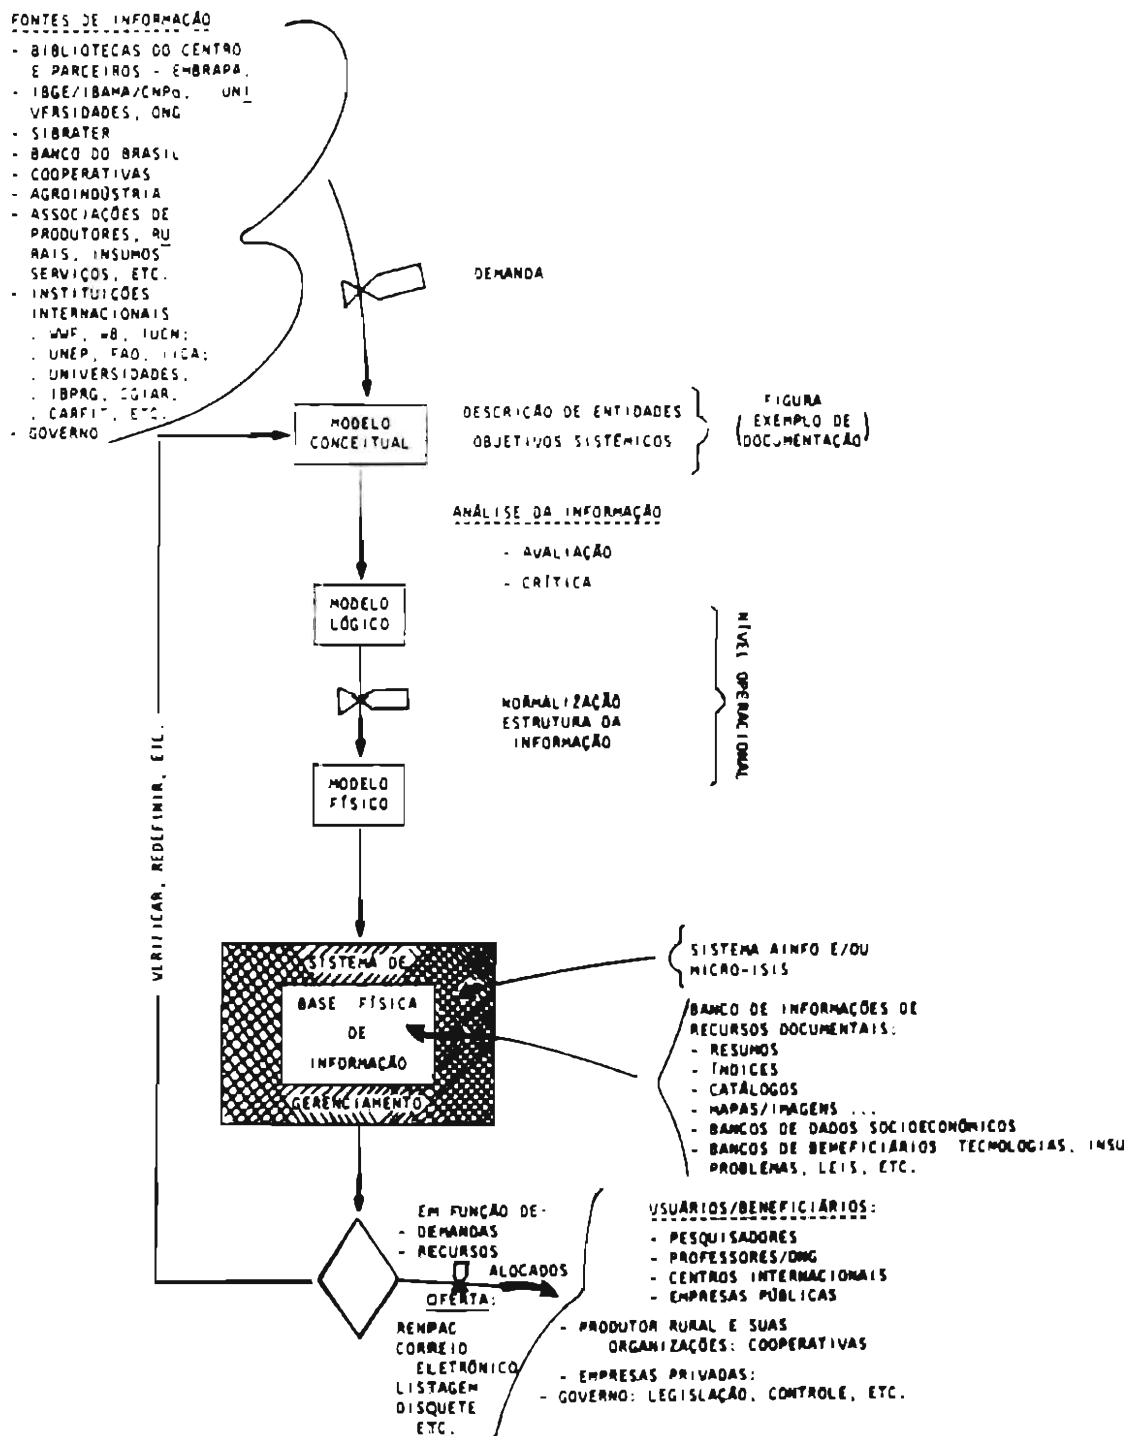 FONTES DE INFORMAÇÃO
- BIBLIOTECAS DO CENTRO
E PARCEIROS - EMBRAPA,
- IBGE/IBAMA/CNPq, UNI
VERSIDADES, ONG
- SIBRATER
- BANCO DO BRASIL
- COOPERATIVAS
- AGROINDÚSTRIA
- ASSOCIAÇÕES DE
PRODUTORES, RU
RAIS, INSUMOS
SERVIÇOS, ETC.
- INSTITUIÇÕES
INTERNACIONAIS
. WWF, WB, IUCN;
. UNEP, FAO, IICA;
. UNIVERSIDADES,
. IBPRG, CGIAR,
. CARFIT, ETC.
- GOVERNO
DEMANDA
MODELO
CONCEITUAL
DESCRIÇÃO DE ENTIDADES
OBJETIVOS SISTÊMICOS
FIGURA
(EXEMPLO DE
DOCUMENTAÇÃO)
ANÁLISE DA INFORMAÇÃO
- AVALIAÇÃO
- CRÍTICA
MODELO
LÓGICO
NORMALIZAÇÃO
ESTRUTURA DA
INFORMAÇÃO
NÍVEL OPERACIONAL
MODELO
FÍSICO
VERIFICAR, REDEFINIR, ETC.
SISTEMA DE
BASE FÍSICA
DE
INFORMAÇÃO
GERENCIAMENTO
SISTEMA AINFO E/OU
MICRO-ISIS
BANCO DE INFORMAÇÕES DE
RECURSOS DOCUMENTAIS:
- RESUMOS
- ÍNDICES
- CATÁLOGOS
- MAPAS/IMAGENS ...
- BANCOS DE DADOS SOCIOECONÔMICOS
- BANCOS DE BENEFICIÁRIOS TECNOLOGIAS, INSU
PROBLEMAS, LEIS, ETC.
EM FUNÇÃO DE-
- DEMANDAS
- RECURSOS
ALOCADOS
OFERTA:
RENPAC
CORREIO
ELETRÔNICO
LISTAGEM
DISQUETE
ETC.
USUÁRIOS/BENEFICIÁRIOS:
- PESQUISADORES
- PROFESSORES/ONG
- CENTROS INTERNACIONAIS
- EMPRESAS PÚBLICAS
- PRODUTOR RURAL E SUAS
ORGANIZAÇÕES: COOPERATIVAS
- EMPRESAS PRIVADAS:
- GOVERNO: LEGISLAÇÃO, CONTROLE, ETC.